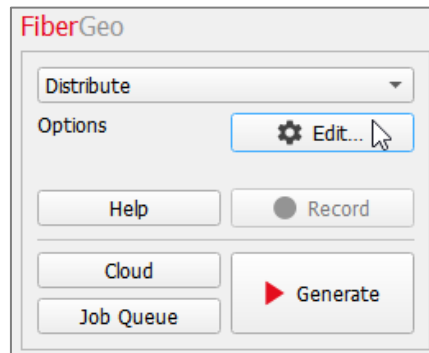 FiberGeo
Distribute
Options
Edit...
Help
Record
Cloud
Generate
Job Queue